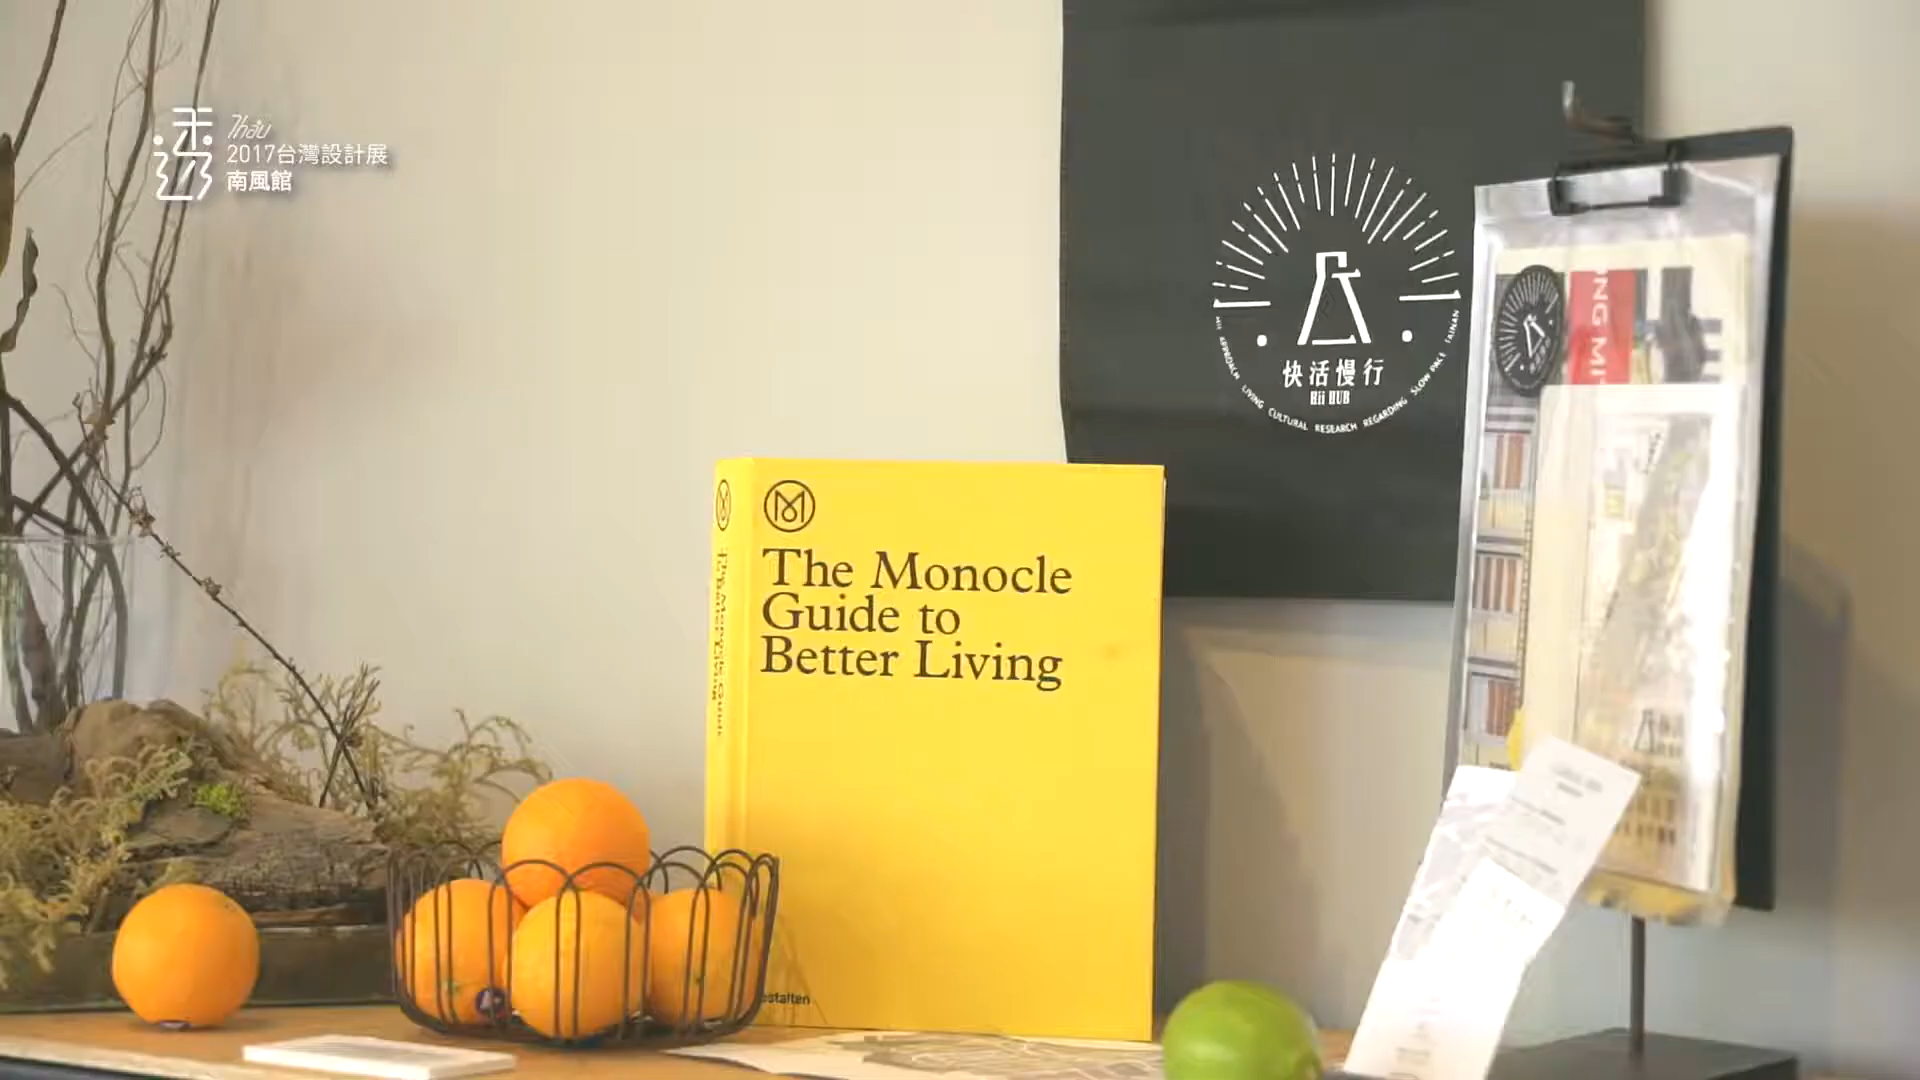 Thâu
2017台灣設計展
南風館
快活慢行
Hii HUB
HII APPROACH LIVING CULTURAL RESEARCH REGARDING SLOW PACE TAINAN
The Monocle
Guide to
Better Living
The Monocle Guide
to Better Living